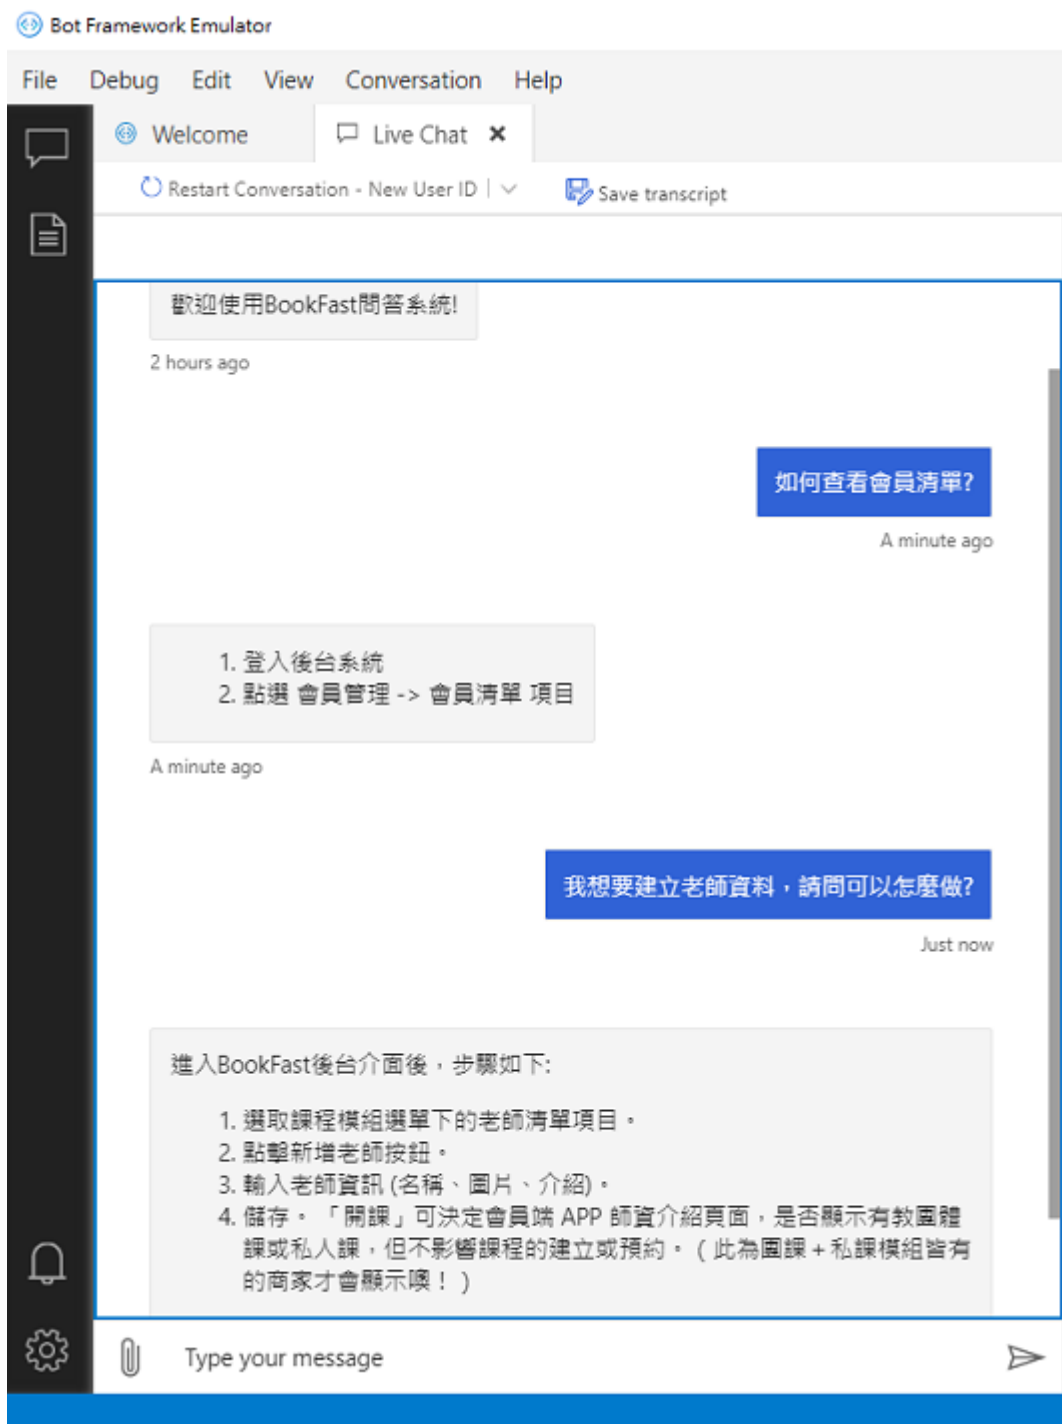 Bot Framework Emulator
File Debug Edit View Conversation Help
Welcome Live Chat
Restart Conversation - New User ID Save transcript
歡迎使用BookFast問答系統!
2 hours ago
如何查看會員清單?
A minute ago
1. 登入後台系統
2. 點選 會員管理 -> 會員清單 項目
A minute ago
我想要建立老師資料，請問可以怎麼做?
Just now
進入BookFast後台介面後，步驟如下:
1. 選取課程模組選單下的老師清單項目。
2. 點擊新增老師按鈕。
3. 輸入老師資訊 (名稱、圖片、介紹)。
4. 儲存。「開課」可決定會員端 APP 師資介紹頁面，是否顯示有教團體
課或私人課，但不影響課程的建立或預約。（此為團課 + 私課模組皆有
的商家才會顯示噢！）
Type your message